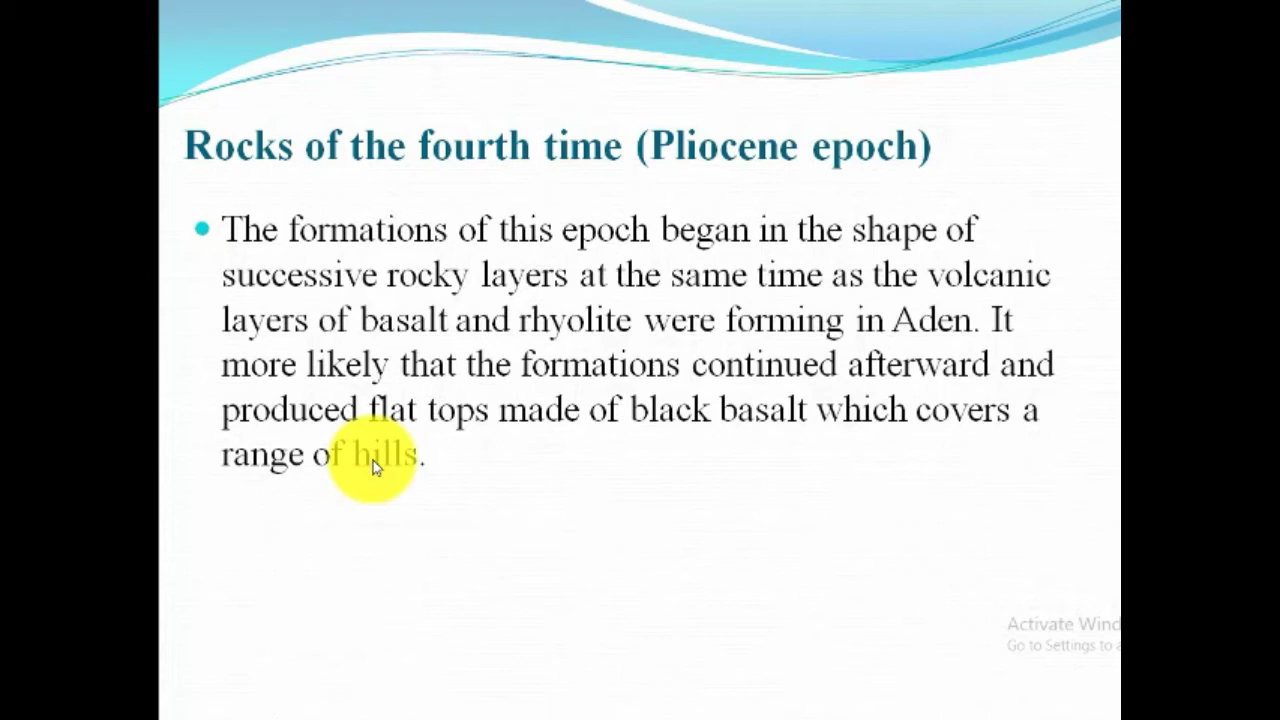 Rocks of the fourth time (Pliocene epoch)
The formations of this epoch began in the shape of
successive rocky layers at the same time as the volcanic
layers of basalt and rhyolite were forming in Aden. It
more likely that the formations continued afterward and
produced flat tops made of black basalt which covers a
range of hills.
Activate Wind
Go to Settings to a